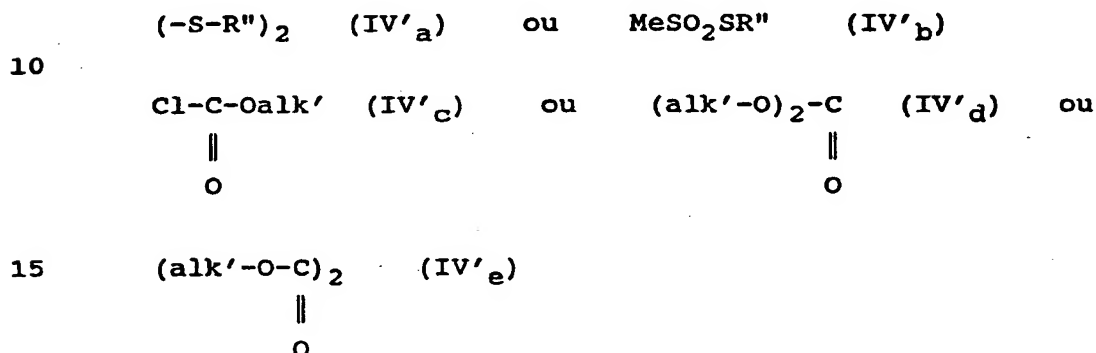 (-S-R")₂ (IV'a) ou MeSO₂SR" (IV'b)
10
Cl-C-Oalk' (IV'c) ou (alk'-O)₂-C (IV'd) ou
‖ ‖
O O
15 (alk'-O-C)₂ (IV'e)
‖
O